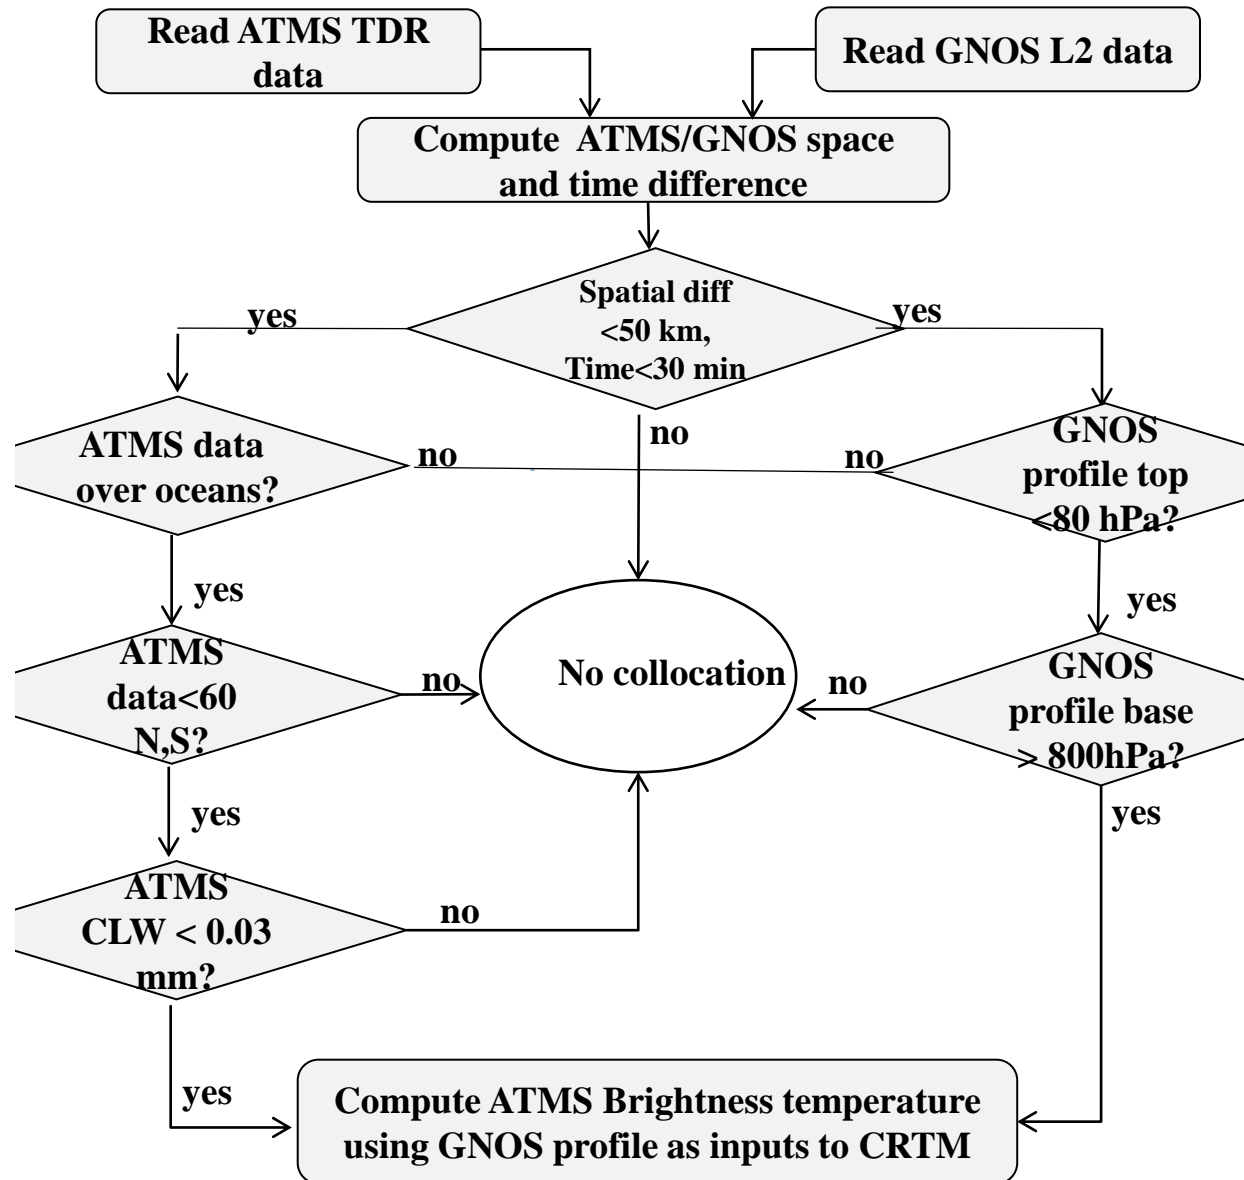 Read ATMS TDR
data
Read GNOS L2 data
Compute ATMS/GNOS space
and time difference
Spatial diff
<50 km,
Time<30 min
yes
yes
no
ATMS data
over oceans?
no
no
GNOS
profile top
<80 hPa?
yes
yes
ATMS
data<60
N,S?
no
No collocation
no
GNOS
profile base
> 800hPa?
yes
yes
ATMS
CLW < 0.03
mm?
no
yes
Compute ATMS Brightness temperature
using GNOS profile as inputs to CRTM